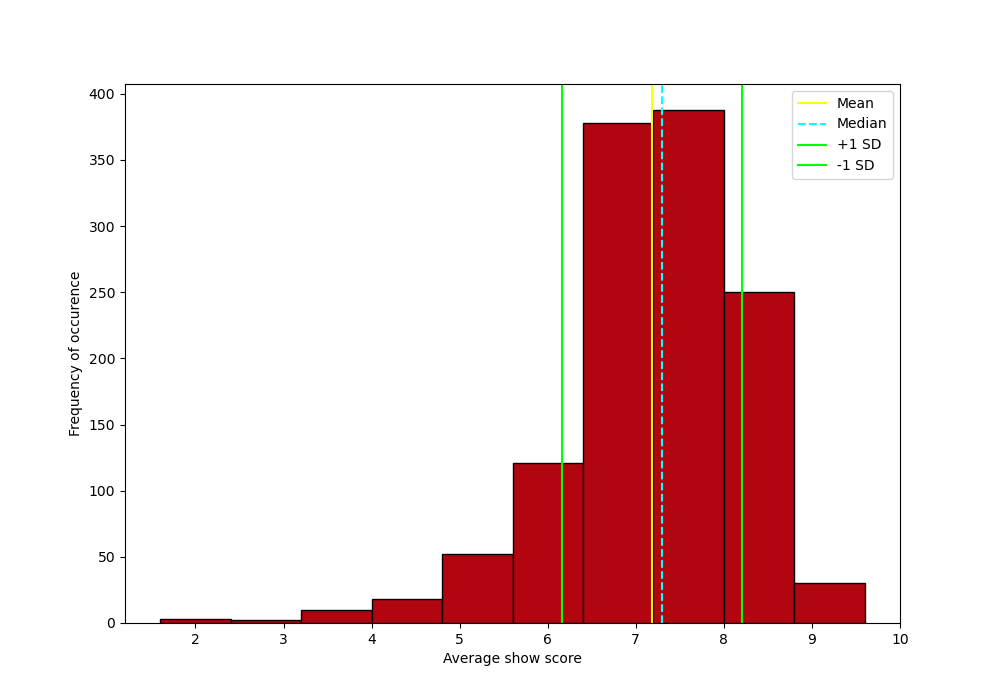 400
350
300
250
200
150
100
50
0
2 3 4 5 6 7 8 9 10
Average show score
Frequency of occurence
Mean
Median
+1 SD
-1 SD